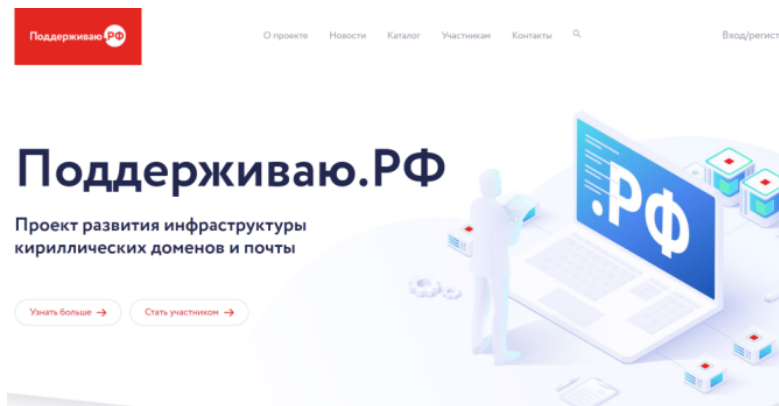 Поддерживаю.РФ
О проекте Новости Каталог Участникам Контакты
Поддерживаю.РФ
Проект развития инфраструктуры
кириллических доменов и почты
Узнать больше → Стать участником →
.РФ